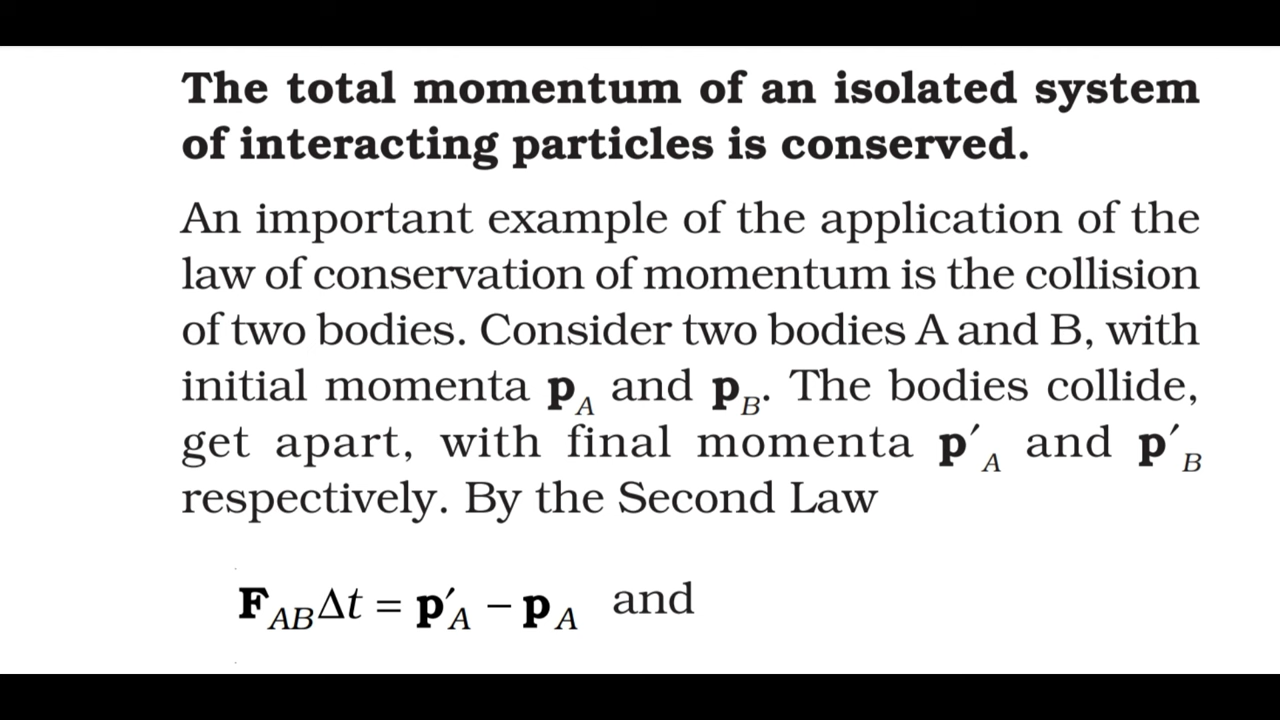 The total momentum of an isolated system
of interacting particles is conserved.
An important example of the application of the
law of conservation of momentum is the collision
of two bodies. Consider two bodies A and B, with
initial momenta p_A and p_B. The bodies collide,
get apart, with final momenta p′_A and p′_B
respectively. By the Second Law
F_AB Δt = p′_A − p_A and